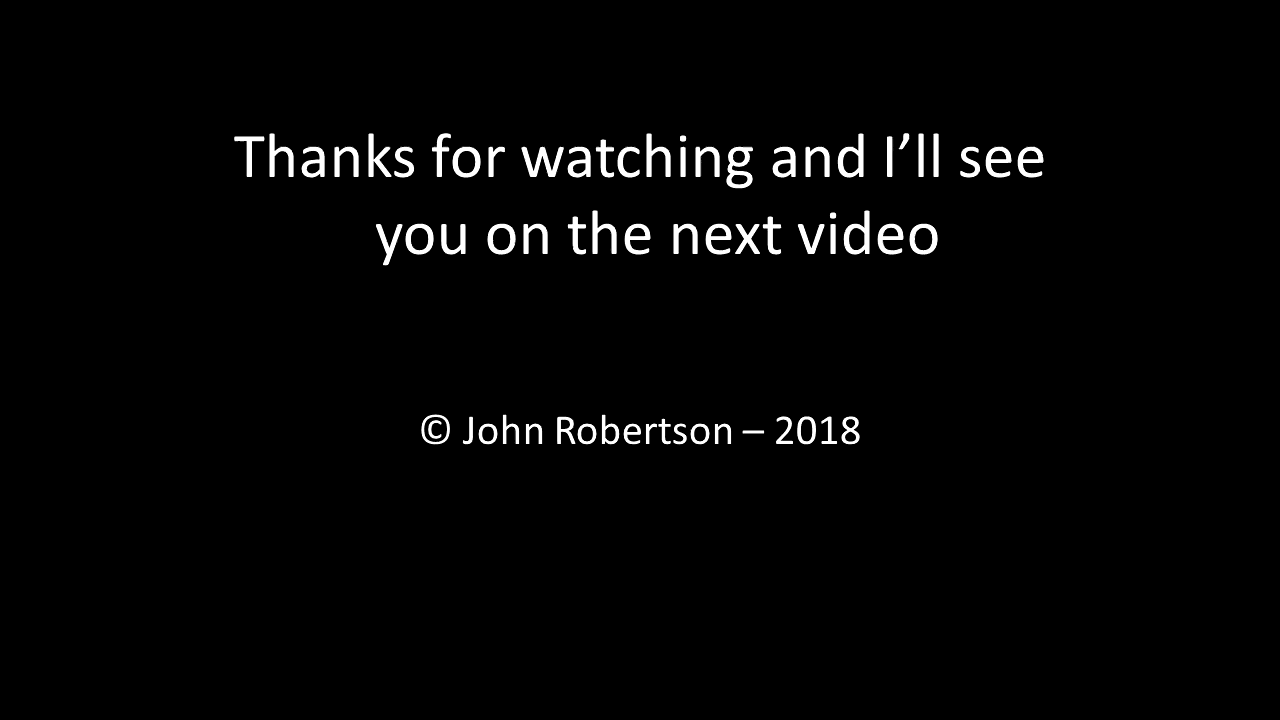 Thanks for watching and I’ll see
you on the next video
© John Robertson – 2018